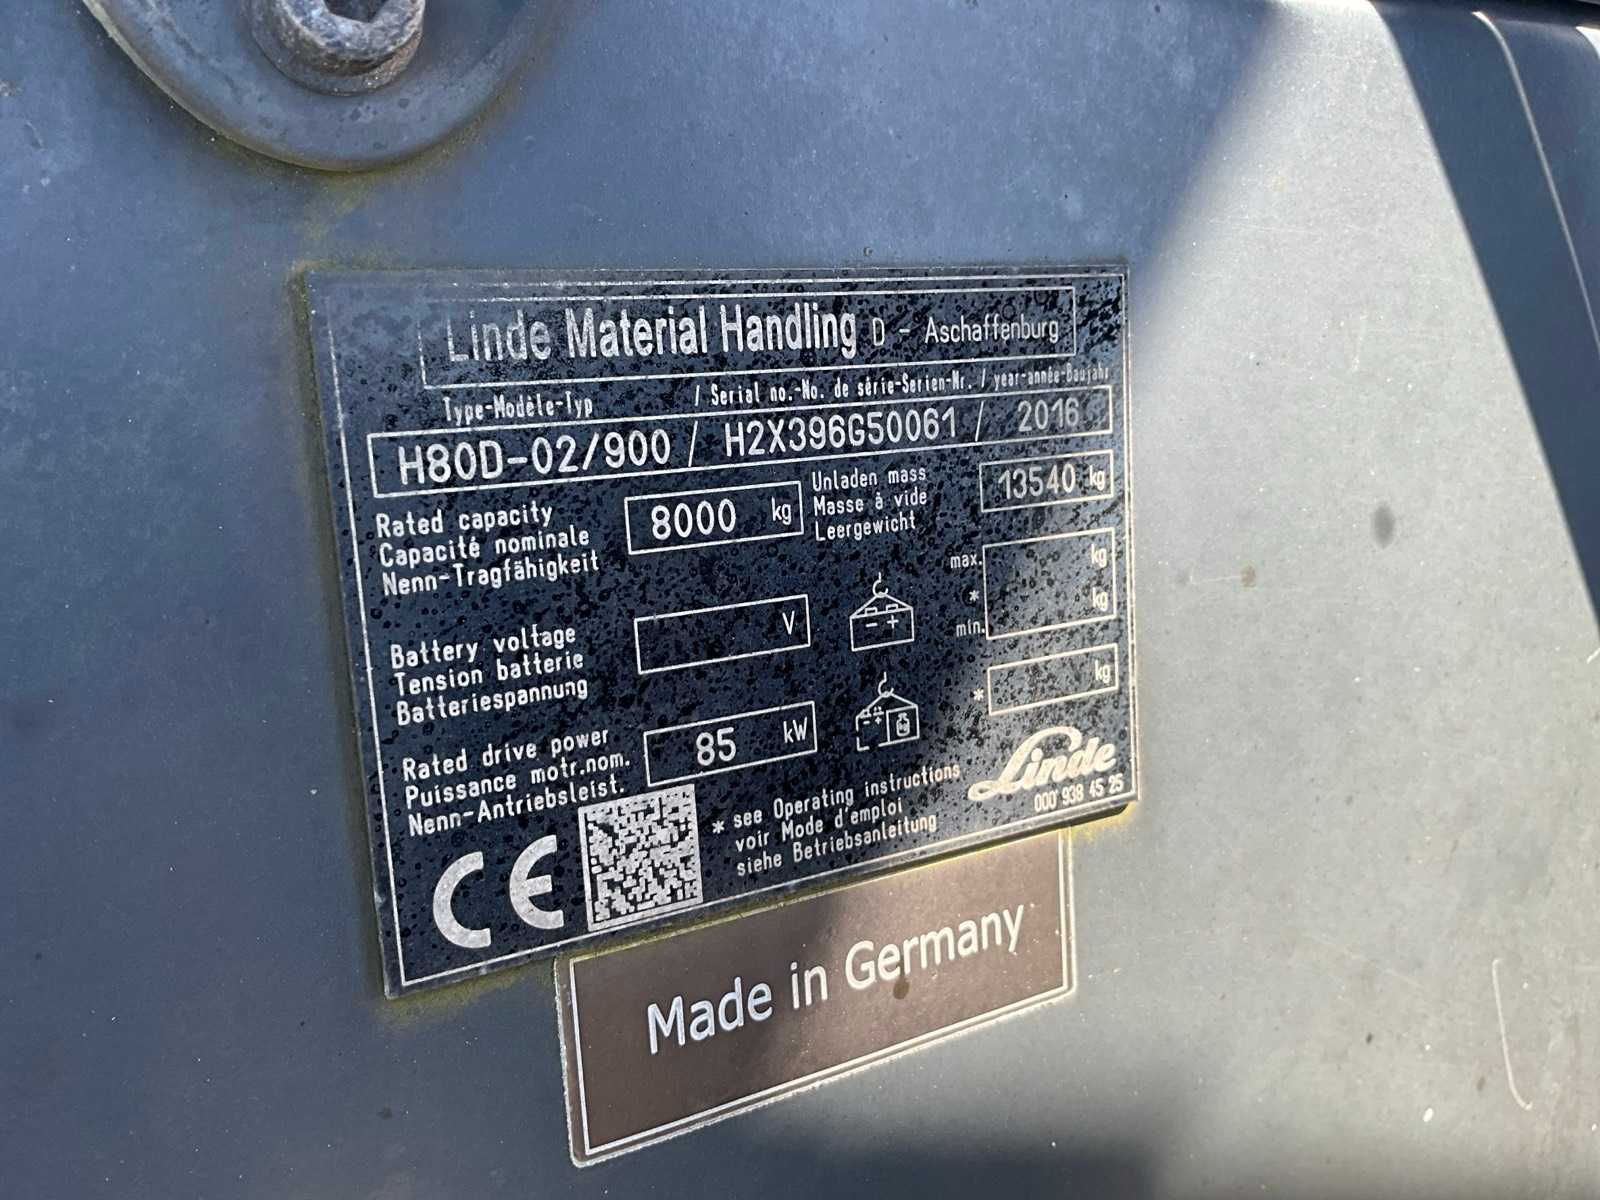 Linde Material Handling D - Aschaffenburg
Type-Modèle-Typ / Serial no.-No. de série-Serien-Nr. / year-année-Baujahr
H80D-02/900 / H2X396G50061 / 2016
Rated capacity
Capacité nominale
Nenn-Tragfähigkeit
8000 kg
Unladen mass
Masse à vide
Leergewicht
13540 kg
max. kg
* kg
min.
Battery voltage
Tension batterie
Batteriespannung
V
- +
* kg
Rated drive power
Puissance motr.nom.
Nenn-Antriebsleist.
85 kW
- +
CE
* see Operating instructions
voir Mode d'emploi
siehe Betriebsanleitung
Linde
000 938 45 25
Made in Germany